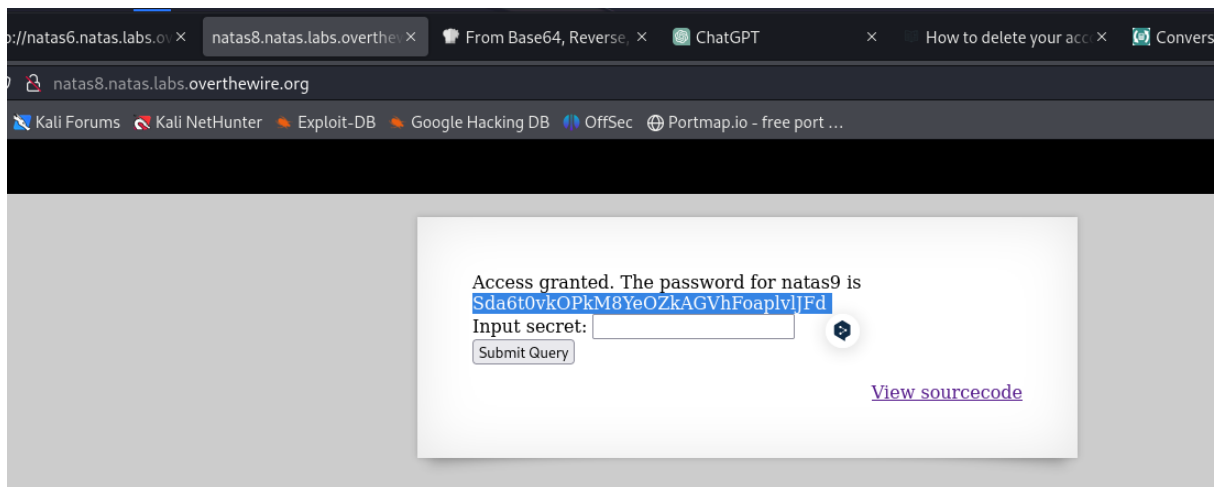 o://natas6.natas.labs.ov
natas8.natas.labs.overthew
From Base64, Reverse,
ChatGPT
How to delete your acc
Convers
natas8.natas.labs.overthewire.org
Kali Forums
Kali NetHunter
Exploit-DB
Google Hacking DB
OffSec
Portmap.io - free port ...
Access granted. The password for natas9 is
Sda6t0vkOPkM8YeOZkAGVhFoaplvlJFd
Input secret:
Submit Query
View sourcecode